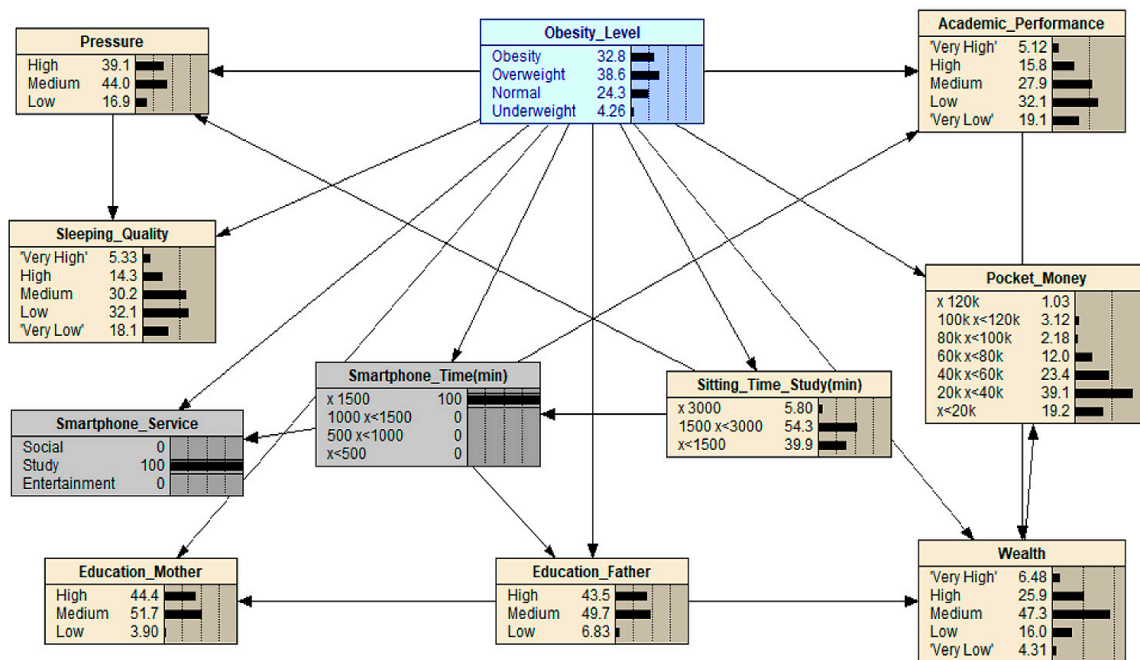 Pressure
High 39.1
Medium 44.0
Low 16.9
Obesity_Level
Obesity 32.8
Overweight 38.6
Normal 24.3
Underweight 4.26
Academic_Performance
'Very High' 5.12
High 15.8
Medium 27.9
Low 32.1
'Very Low' 19.1
Sleeping_Quality
'Very High' 5.33
High 14.3
Medium 30.2
Low 32.1
'Very Low' 18.1
Pocket_Money
x 120k 1.03
100k x<120k 3.12
80k x<100k 2.18
60k x<80k 12.0
40k x<60k 23.4
20k x<40k 39.1
x<20k 19.2
Smartphone_Time(min)
x 1500 100
1000 x<1500 0
500 x<1000 0
x<500 0
Sitting_Time_Study(min)
x 3000 5.80
1500 x<3000 54.3
x<1500 39.9
Smartphone_Service
Social 0
Study 100
Entertainment 0
Education_Mother
High 44.4
Medium 51.7
Low 3.90
Education_Father
High 43.5
Medium 49.7
Low 6.83
Wealth
'Very High' 6.48
High 25.9
Medium 47.3
Low 16.0
'Very Low' 4.31